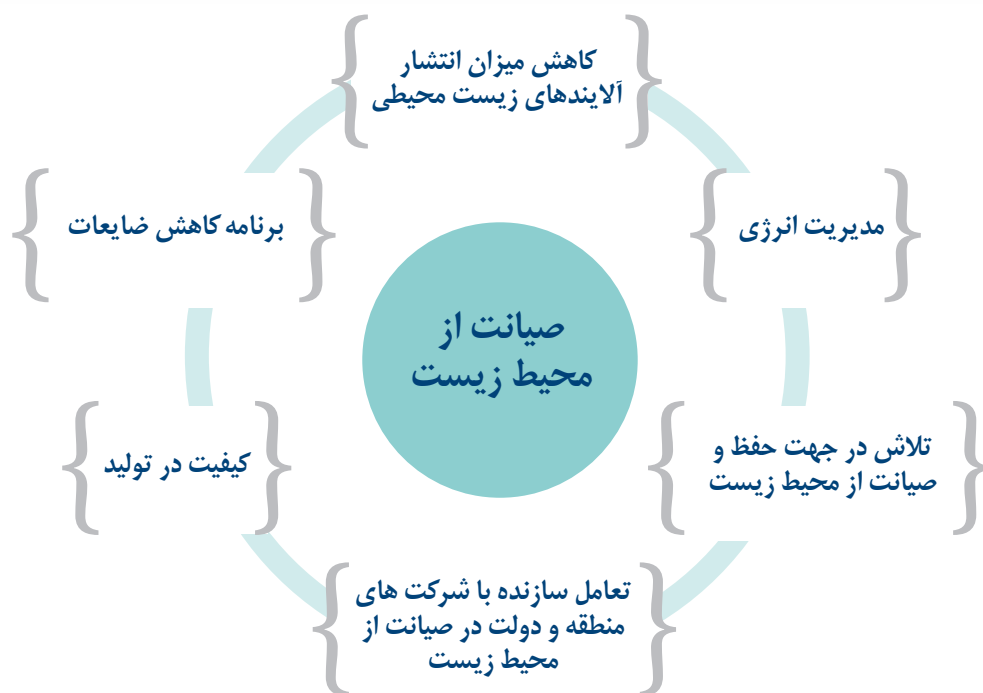 کاهش میزان انتشار
آلایندهای زیست محیطی
مدیریت انرژی
برنامه کاهش ضایعات
صیانت از
محیط زیست
تلاش در جهت حفظ و
صیانت از محیط زیست
کیفیت در تولید
تعامل سازنده با شرکت های
منطقه و دولت در صیانت از
محیط زیست